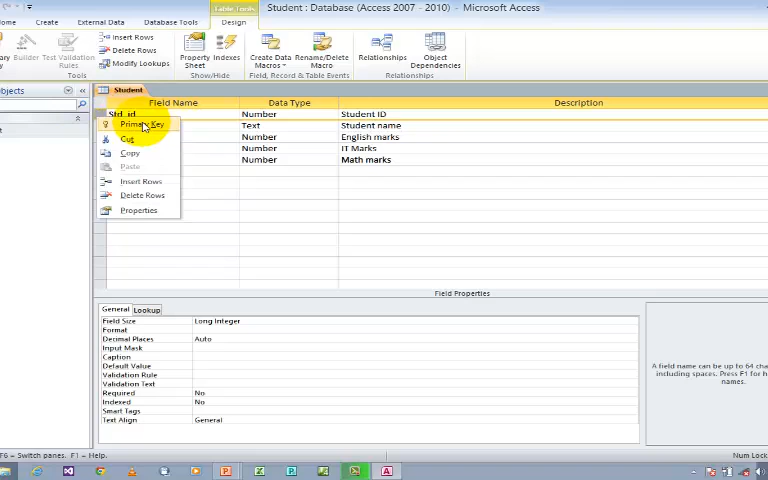 Table Tools
Student : Database (Access 2007 - 2010) - Microsoft Access
Home Create External Data Database Tools Design
Builder Test Validation Rules
Insert Rows
Delete Rows
Modify Lookups
Property Sheet
Indexes
Create Data Macros
Rename/Delete Macro
Relationships
Object Dependencies
Tools Show/Hide Field, Record & Table Events Relationships
Student
Field Name Data Type Description
Std_id Number Student ID
Text Student name
Number English marks
Number IT Marks
Number Math marks
Primary Key
Cut
Copy
Paste
Insert Rows
Delete Rows
Properties
Field Properties
General Lookup
Field Size Long Integer
Format
Decimal Places Auto
Input Mask
Caption
Default Value
Validation Rule
Validation Text
Required No
Indexed No
Smart Tags
Text Align General
A field name can be up to 64 cha
including spaces. Press F1 for h
names.
F6 = Switch panes. F1 = Help.
Num Lock